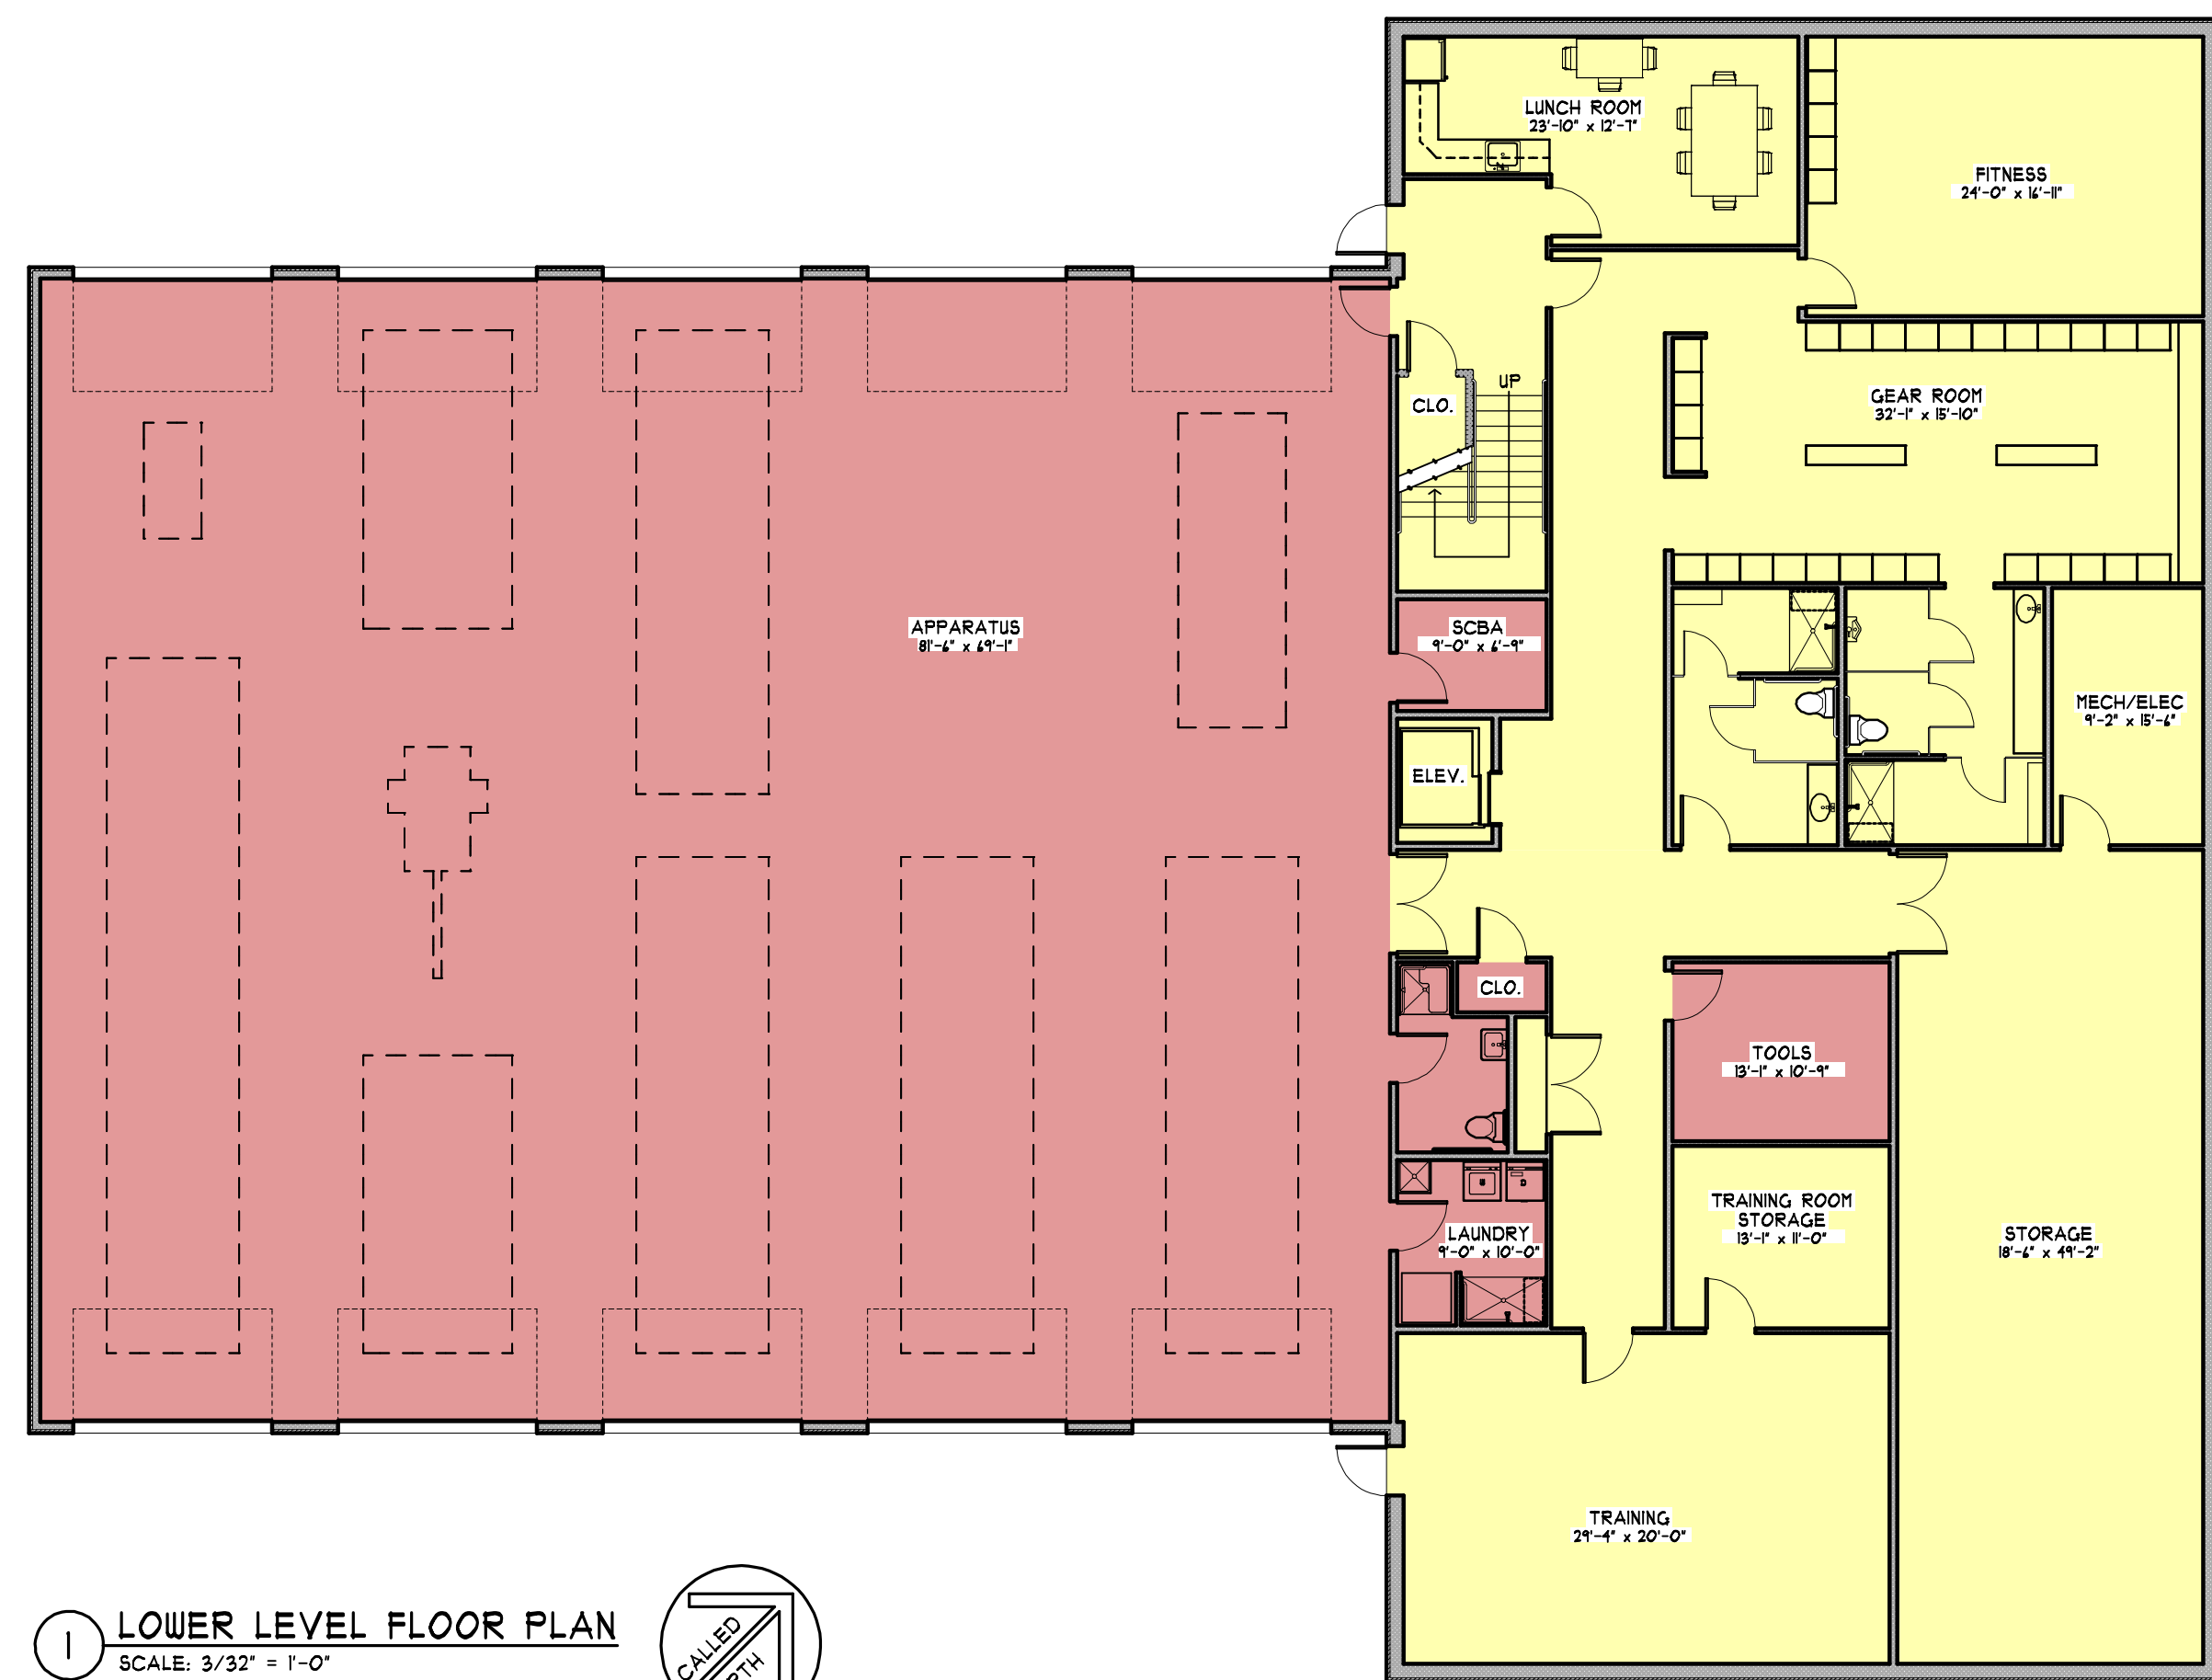 LUNCH ROOM
23'-10" x 12'-7"
FITNESS
24'-0" x 16'-11"
UP
CLO.
GEAR ROOM
32'-1" x 15'-10"
APPARATUS
81'-6" x 69'-1"
SCBA
9'-0" x 6'-9"
MECH/ELEC
9'-2" x 15'-6"
ELEV.
CLO.
TOOLS
13'-1" x 10'-9"
TRAINING ROOM
STORAGE
13'-1" x 11'-0"
D
LAUNDRY
9'-0" x 10'-0"
STORAGE
18'-6" x 49'-2"
TRAINING
29'-4" x 20'-0"
1
LOWER LEVEL FLOOR PLAN
SCALE: 3/32" = 1'-0"
CALLED